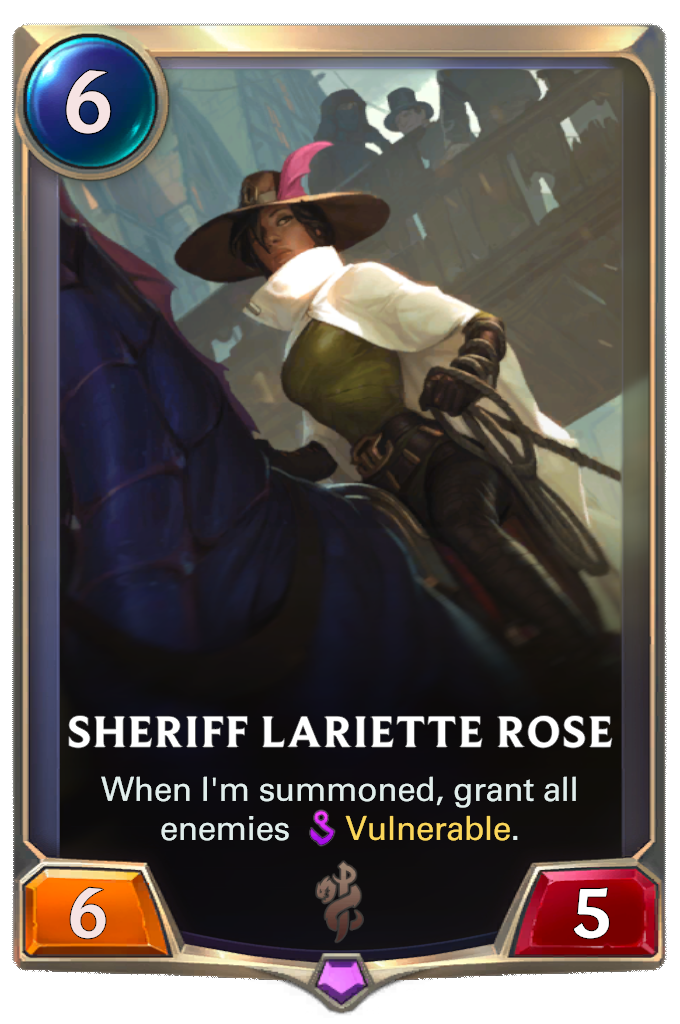 6
SHERIFF LARIETTE ROSE
When I'm summoned, grant all
enemies Vulnerable.
6
5